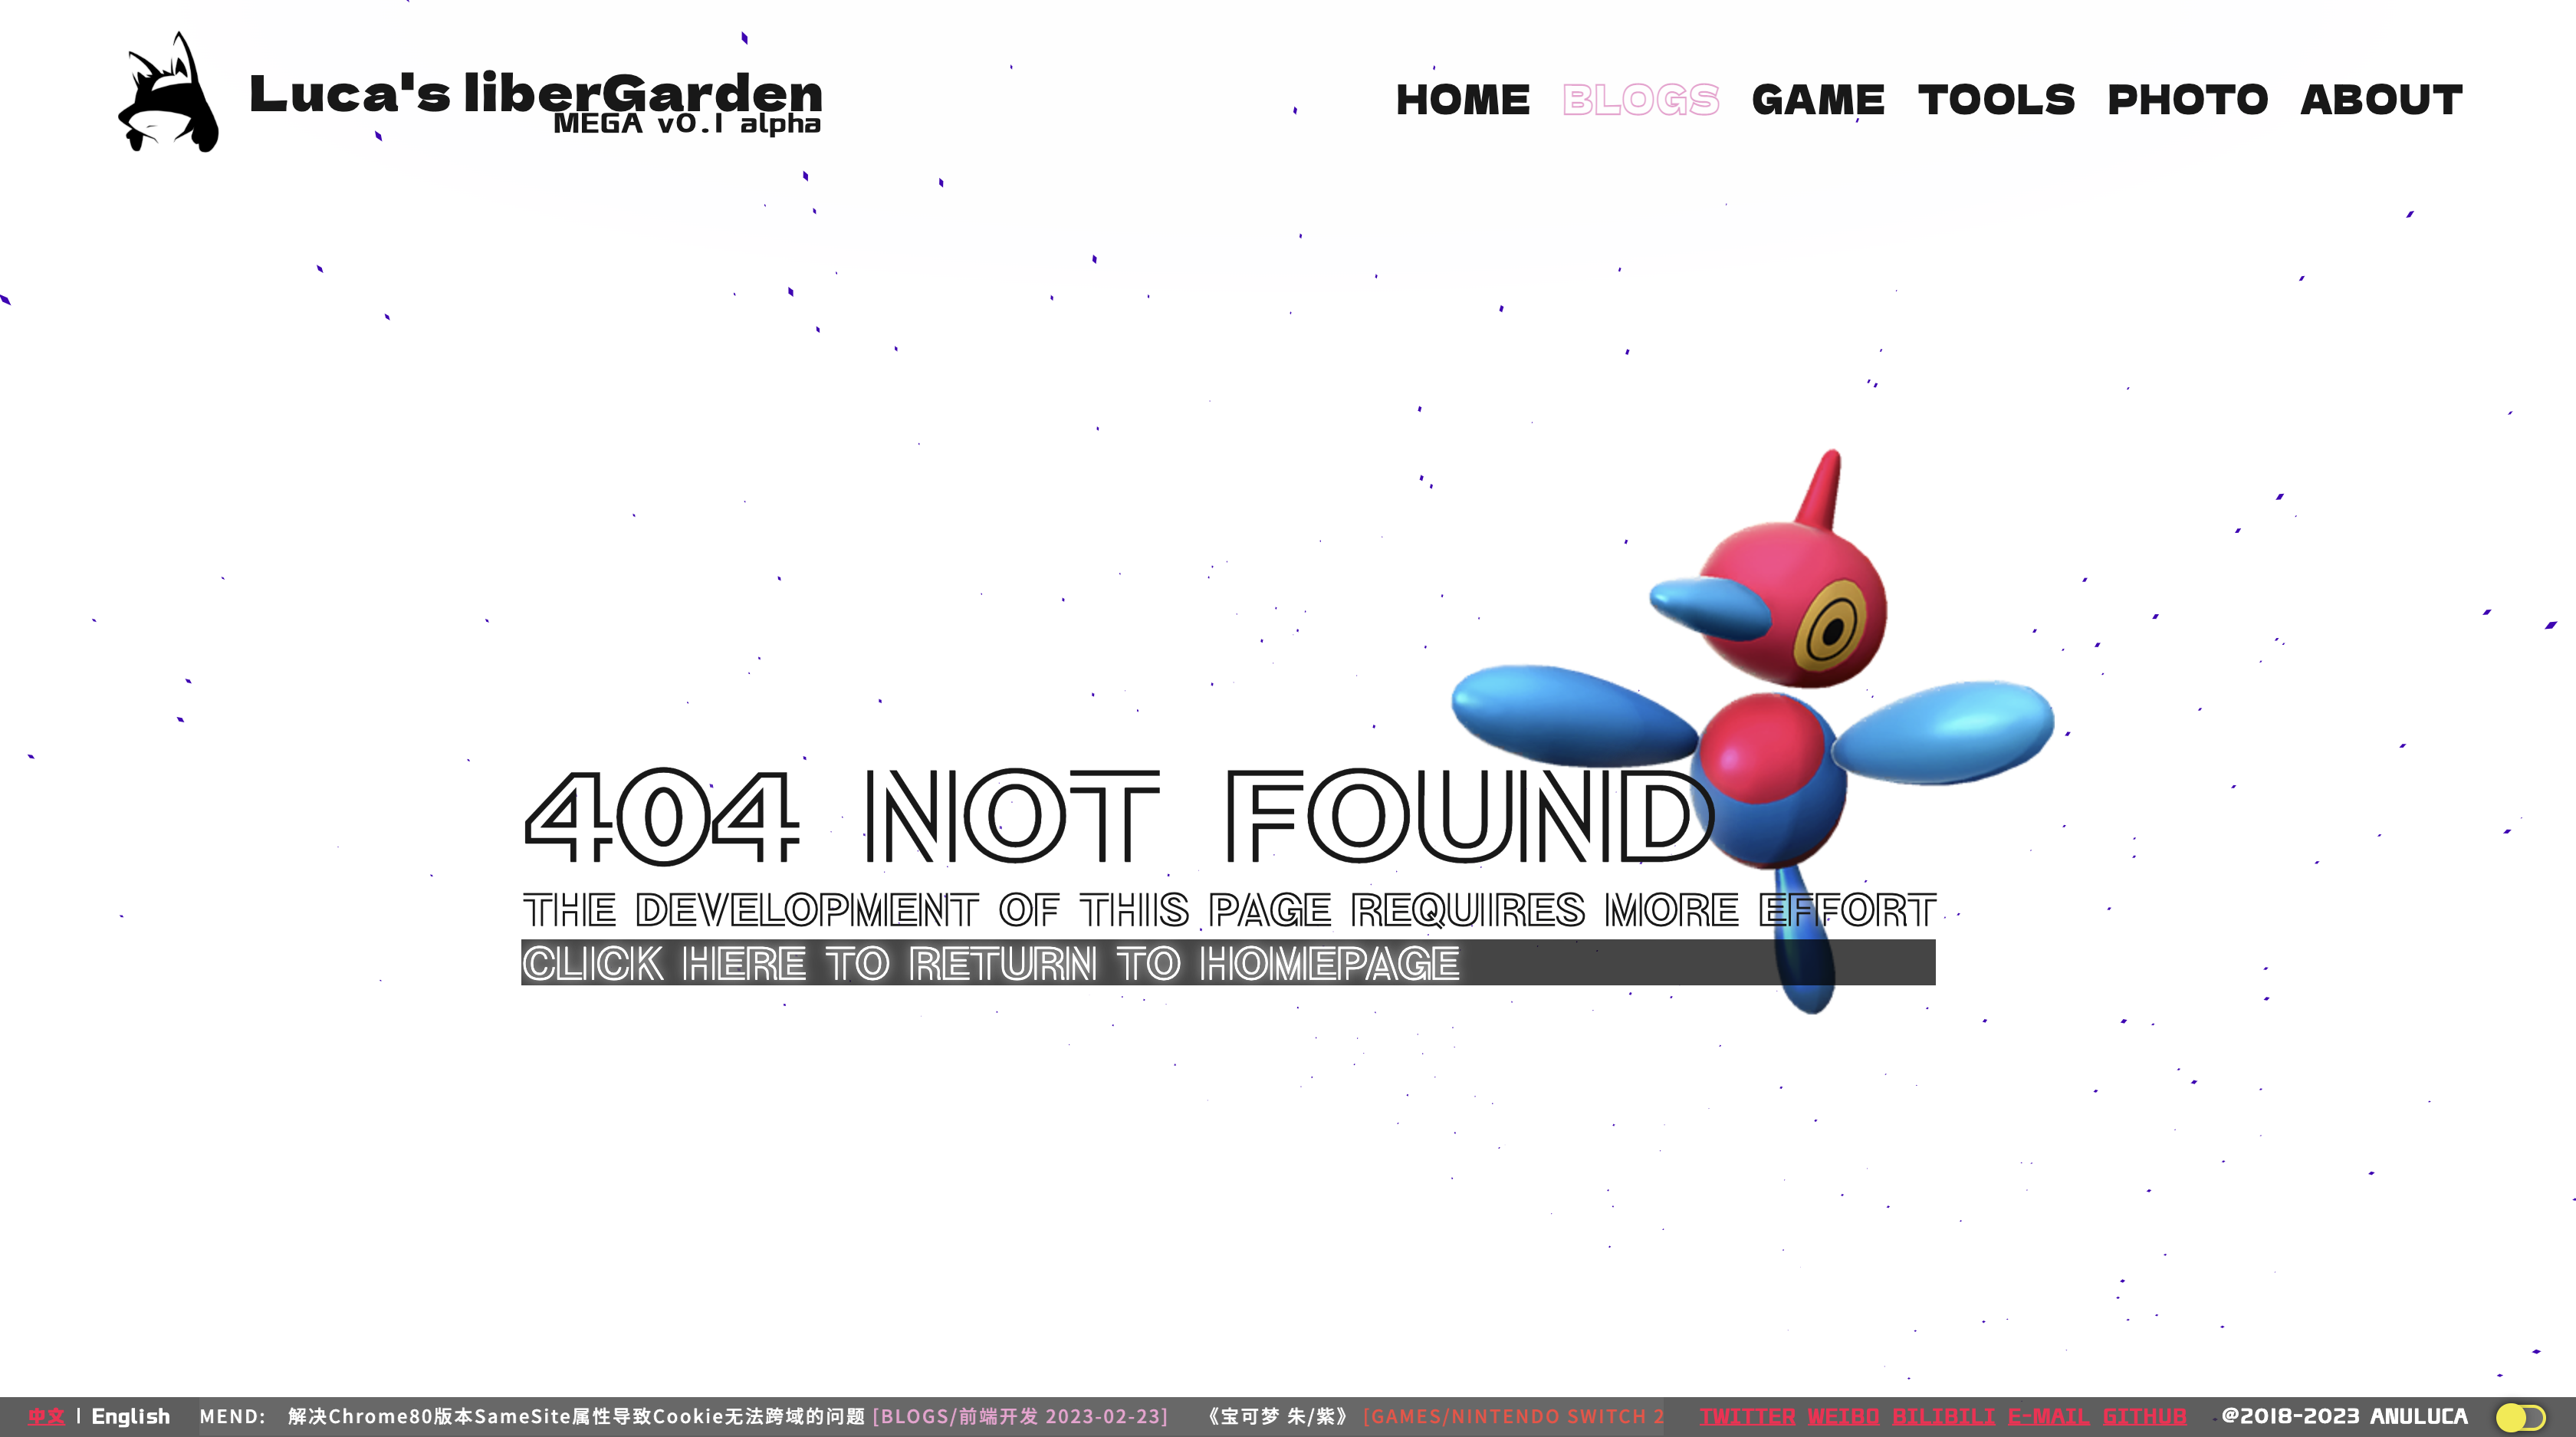 Luca's liberGarden
MEGA v0.1 alpha
HOME BLOGS GAME TOOLS PHOTO ABOUT
404 NOT FOUND
THE DEVELOPMENT OF THIS PAGE REQUIRES MORE EFFORT
CLICK HERE TO RETURN TO HOMEPAGE
中文 | English MEND: 解决Chrome80版本SameSite属性导致Cookie无法跨域的问题 [BLOGS/前端开发 2023-02-23] 《宝可梦 朱/紫》 [GAMES/NINTENDO SWITCH 2 TWITTER WEIBO BILIBILI E-MAIL GITHUB @2018-2023 ANULUCA